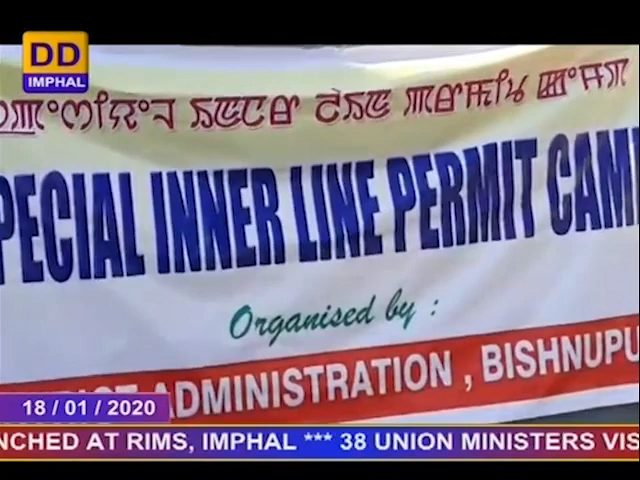 DD
IMPHAL
PECIAL INNER LINE PERMIT CAM
Organised by :
ADMINISTRATION , BISHNUPU
18 / 01 / 2020
NCHED AT RIMS, IMPHAL *** 38 UNION MINISTERS VIS